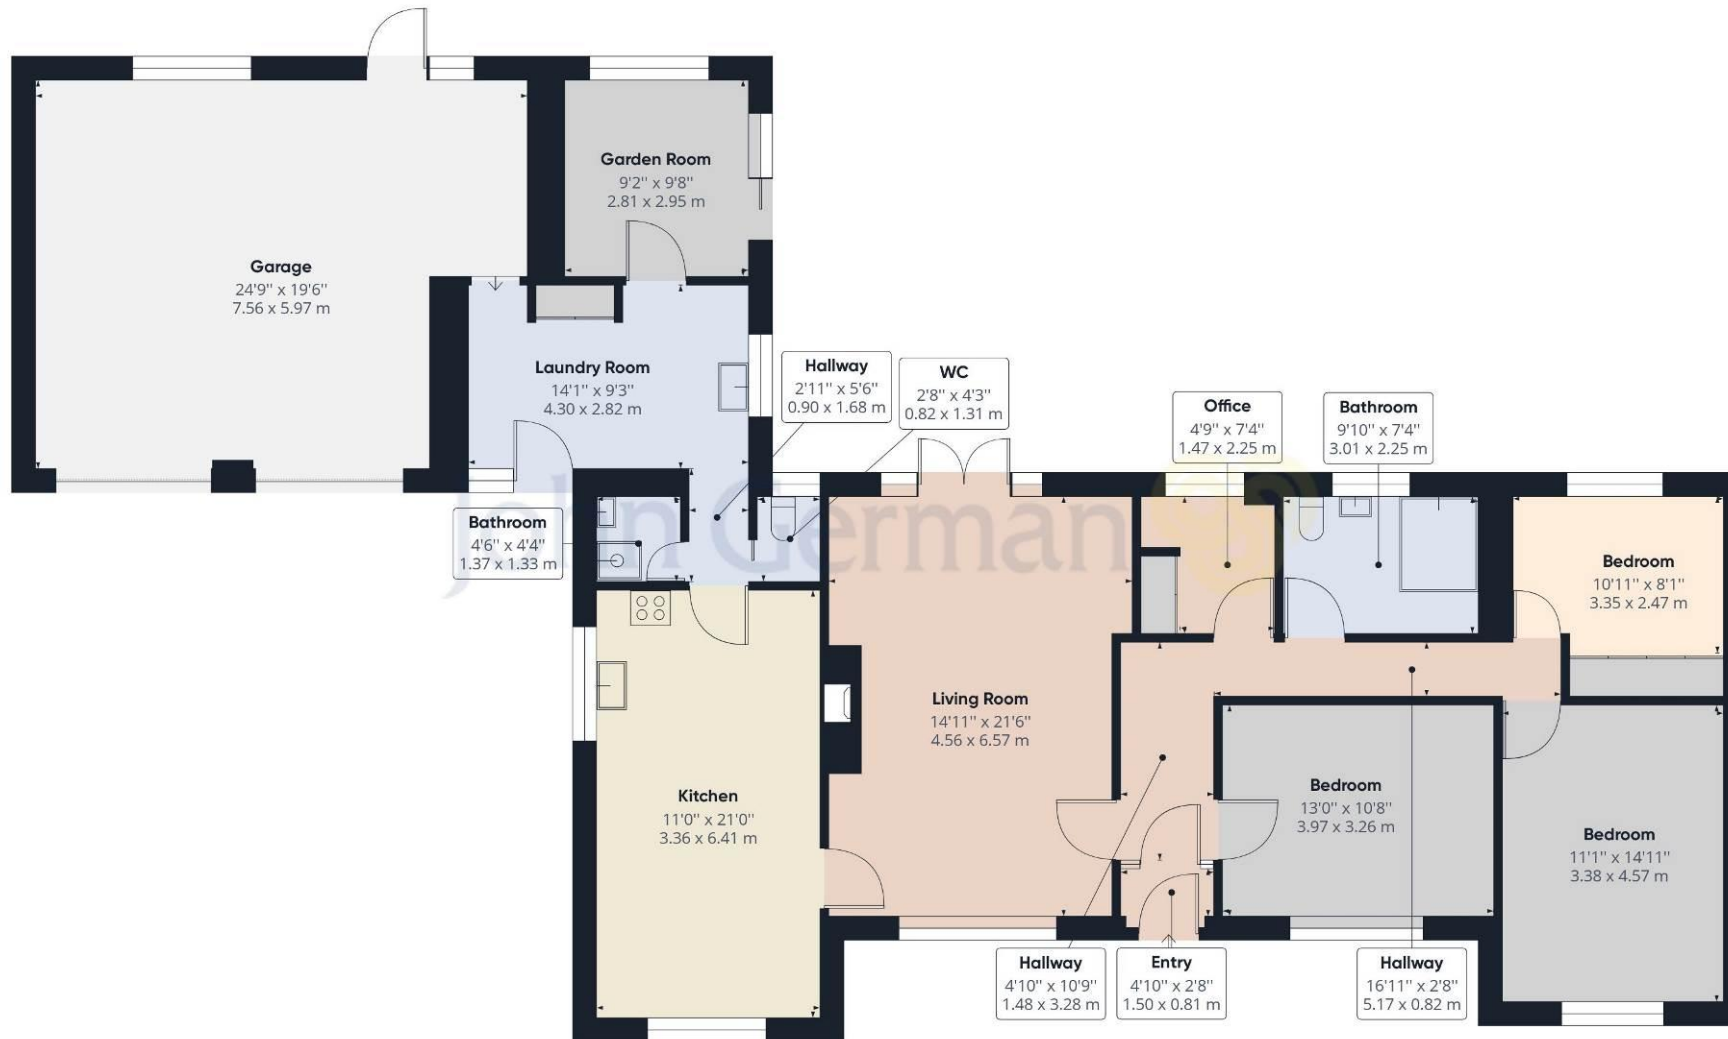 Garden Room
9'2" x 9'8"
2.81 x 2.95 m
Garage
24'9" x 19'6"
7.56 x 5.97 m
Laundry Room
14'1" x 9'3"
4.30 x 2.82 m
Hallway
2'11" x 5'6"
0.90 x 1.68 m
WC
2'8" x 4'3"
0.82 x 1.31 m
Office
4'9" x 7'4"
1.47 x 2.25 m
Bathroom
9'10" x 7'4"
3.01 x 2.25 m
Bathroom
4'6" x 4'4"
1.37 x 1.33 m
John German
Bedroom
10'11" x 8'1"
3.35 x 2.47 m
Living Room
14'11" x 21'6"
4.56 x 6.57 m
Kitchen
11'0" x 21'0"
3.36 x 6.41 m
Bedroom
13'0" x 10'8"
3.97 x 3.26 m
Bedroom
11'1" x 14'11"
3.38 x 4.57 m
Hallway
4'10" x 10'9"
1.48 x 3.28 m
Entry
4'10" x 2'8"
1.50 x 0.81 m
Hallway
16'11" x 2'8"
5.17 x 0.82 m